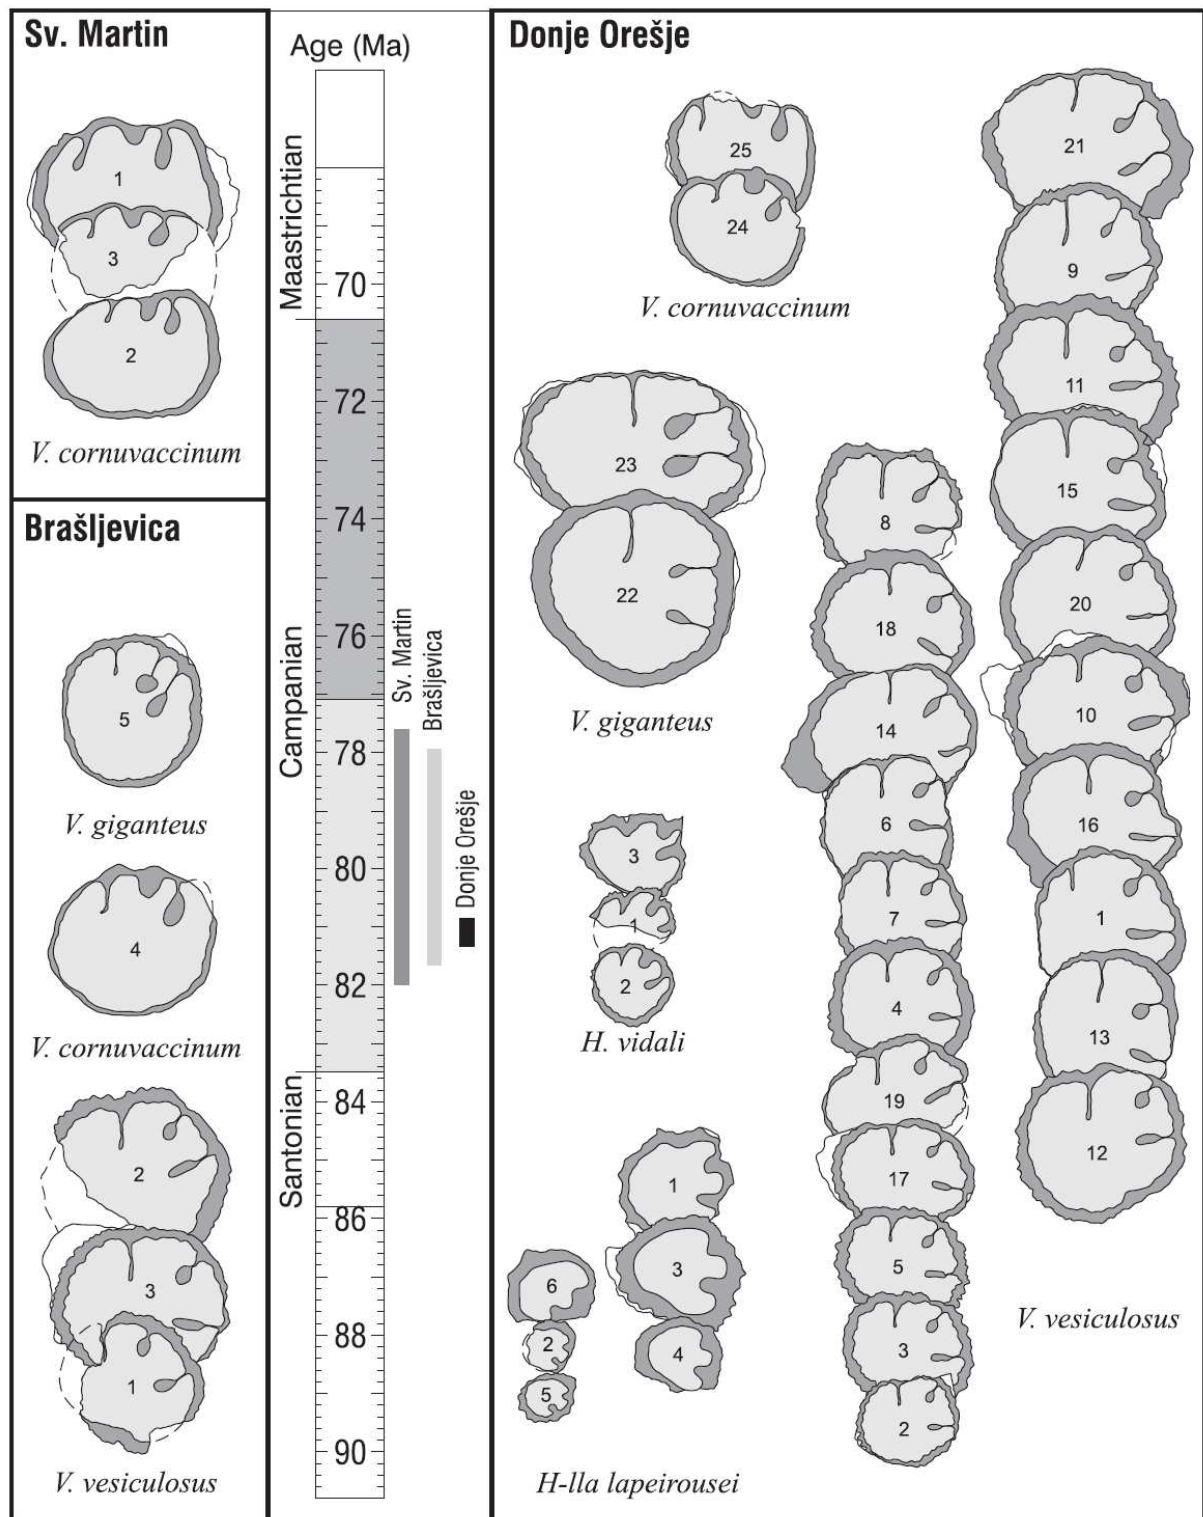 Sv. Martin
1
3
2
V. cornuvaccinum
Brašljevica
5
V. giganteus
4
V. cornuvaccinum
2
3
1
V. vesiculosus
Age (Ma)
Maastrichtian
Campanian
Santonian
70
72
74
76
78
80
82
84
86
88
90
Sv. Martin
Brašljevica
Donje Orešje
Donje Orešje
25
24
V. cornuvaccinum
23
22
V. giganteus
3
1
2
H. vidali
1
3
4
6
2
5
H-lla lapeirousei
8
18
14
6
7
4
19
17
5
3
2
21
9
11
15
20
10
16
1
13
12
V. vesiculosus